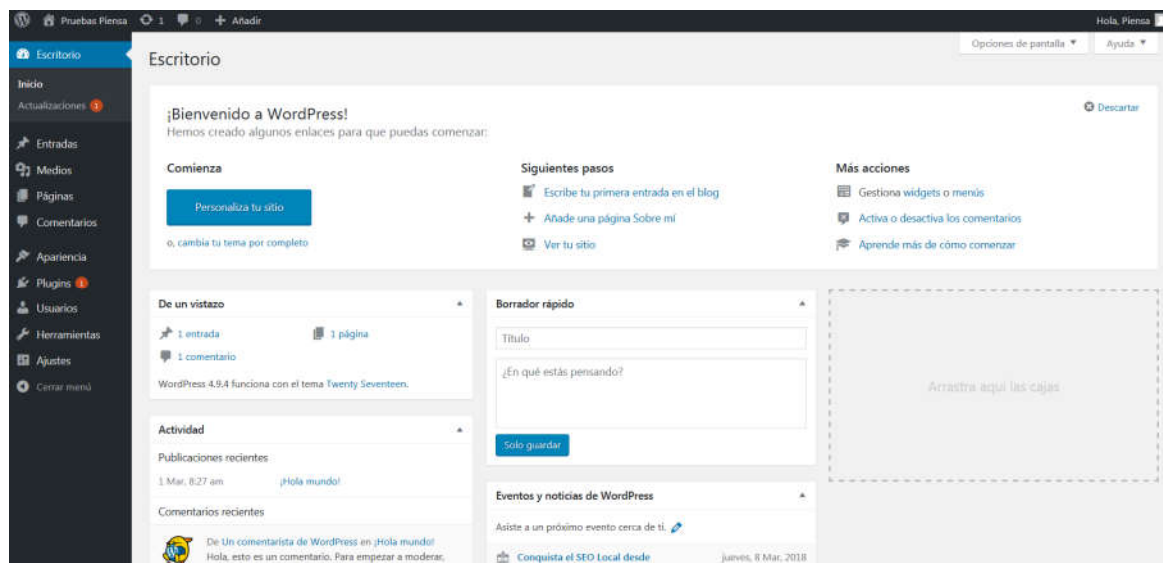 Pruebas Piensa 1 0 + Añadir Hola, Piensa
Opciones de pantalla Ayuda
Escritorio
Inicio
Actualizaciones 1
Entradas
Medios
Páginas
Comentarios
Apariencia
Plugins 1
Usuarios
Herramientas
Ajustes
Cerrar menú
Escritorio
¡Bienvenido a WordPress!
Descartar
Hemos creado algunos enlaces para que puedas comenzar:
Comienza
Personaliza tu sitio
o, cambia tu tema por completo
Siguientes pasos
Escribe tu primera entrada en el blog
Añade una página Sobre mí
Ver tu sitio
Más acciones
Gestiona widgets o menús
Activa o desactiva los comentarios
Aprende más de cómo comenzar
De un vistazo
1 entrada 1 página
1 comentario
WordPress 4.9.4 funciona con el tema Twenty Seventeen.
Actividad
Publicaciones recientes
1 Mar, 8:27 am ¡Hola mundo!
Comentarios recientes
De Un comentarista de WordPress en ¡Hola mundo!
Hola, esto es un comentario. Para empezar a moderar,
Borrador rápido
Título
¿En qué estás pensando?
Solo guardar
Eventos y noticias de WordPress
Asiste a un próximo evento cerca de ti.
Conquista el SEO Local desde jueves, 8 Mar, 2018
Arrastra aquí las cajas